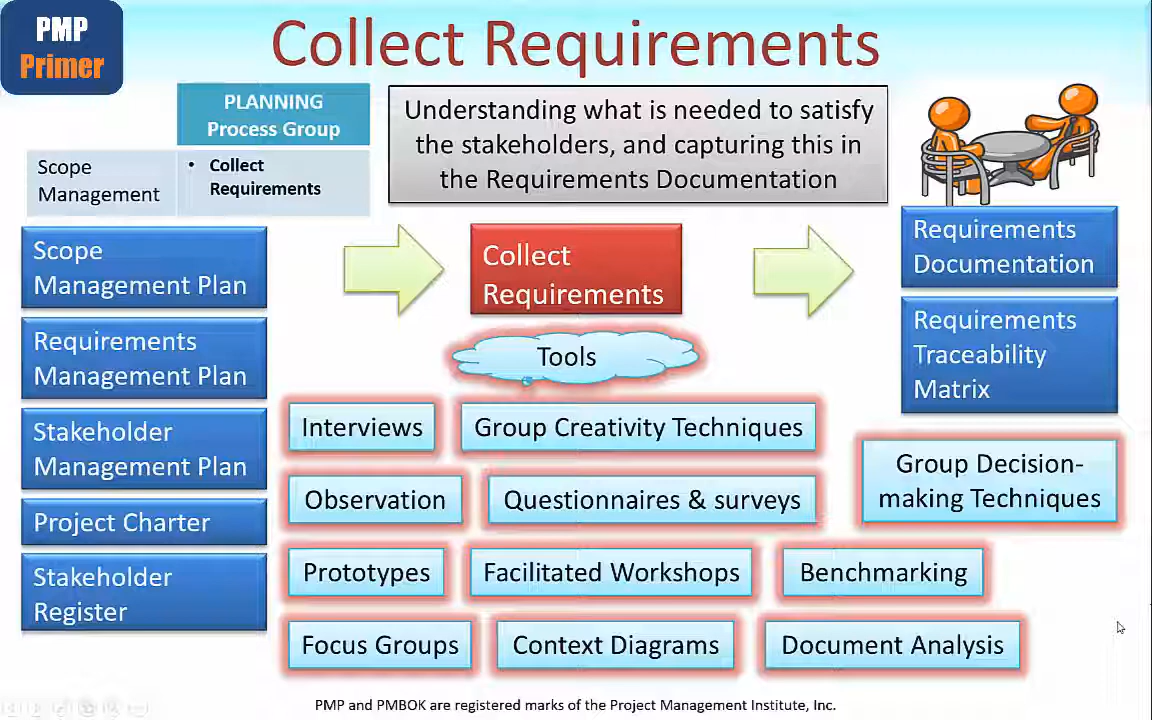 PMP
Primer
Collect Requirements
PLANNING
Process Group
Scope
Management
• Collect
Requirements
Understanding what is needed to satisfy
the stakeholders, and capturing this in
the Requirements Documentation
Scope
Management Plan
Requirements
Management Plan
Stakeholder
Management Plan
Project Charter
Stakeholder
Register
Collect
Requirements
Requirements
Documentation
Requirements
Traceability
Matrix
Tools
Interviews
Group Creativity Techniques
Group Decision-
making Techniques
Observation
Questionnaires & surveys
Prototypes
Facilitated Workshops
Benchmarking
Focus Groups
Context Diagrams
Document Analysis
PMP and PMBOK are registered marks of the Project Management Institute, Inc.